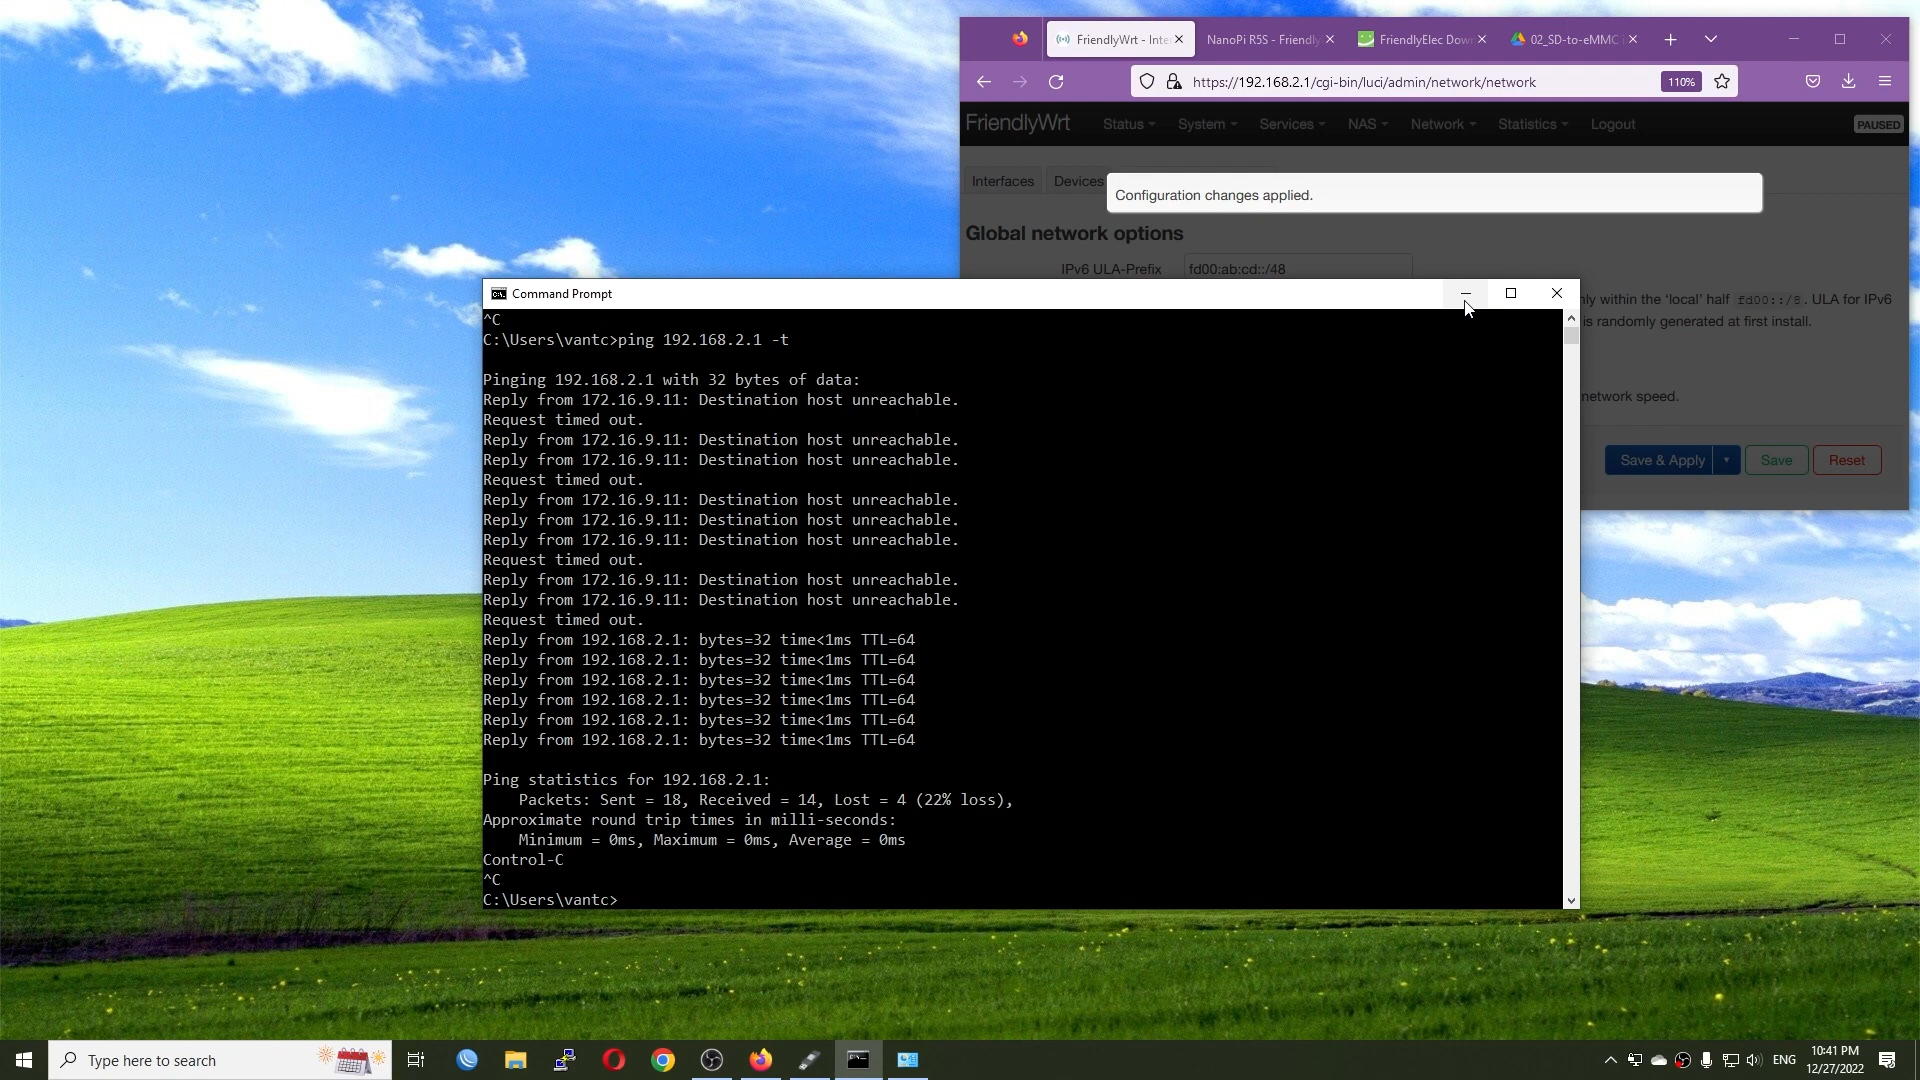 FriendlyWrt - Inte
NanoPi R5S - Friendly
FriendlyElec Dow
02_SD-to-eMMC
https://192.168.2.1/cgi-bin/luci/admin/network/network
110%
FriendlyWrt Status System Services NAS Network Statistics Logout PAUSED
Interfaces Devices
Configuration changes applied.
Global network options
IPv6 ULA-Prefix fd00:ab:cd::/48
nly within the ‘local’ half fd00::/8. ULA for IPv6
is randomly generated at first install.
network speed.
Save & Apply Save Reset
Command Prompt
^C
C:\Users\vantc>ping 192.168.2.1 -t
Pinging 192.168.2.1 with 32 bytes of data:
Reply from 172.16.9.11: Destination host unreachable.
Request timed out.
Reply from 172.16.9.11: Destination host unreachable.
Reply from 172.16.9.11: Destination host unreachable.
Request timed out.
Reply from 172.16.9.11: Destination host unreachable.
Reply from 172.16.9.11: Destination host unreachable.
Reply from 172.16.9.11: Destination host unreachable.
Request timed out.
Reply from 172.16.9.11: Destination host unreachable.
Reply from 172.16.9.11: Destination host unreachable.
Request timed out.
Reply from 192.168.2.1: bytes=32 time<1ms TTL=64
Reply from 192.168.2.1: bytes=32 time<1ms TTL=64
Reply from 192.168.2.1: bytes=32 time<1ms TTL=64
Reply from 192.168.2.1: bytes=32 time<1ms TTL=64
Reply from 192.168.2.1: bytes=32 time<1ms TTL=64
Reply from 192.168.2.1: bytes=32 time<1ms TTL=64
Ping statistics for 192.168.2.1:
Packets: Sent = 18, Received = 14, Lost = 4 (22% loss),
Approximate round trip times in milli-seconds:
Minimum = 0ms, Maximum = 0ms, Average = 0ms
Control-C
^C
C:\Users\vantc>
Type here to search
ENG
10:41 PM
12/27/2022